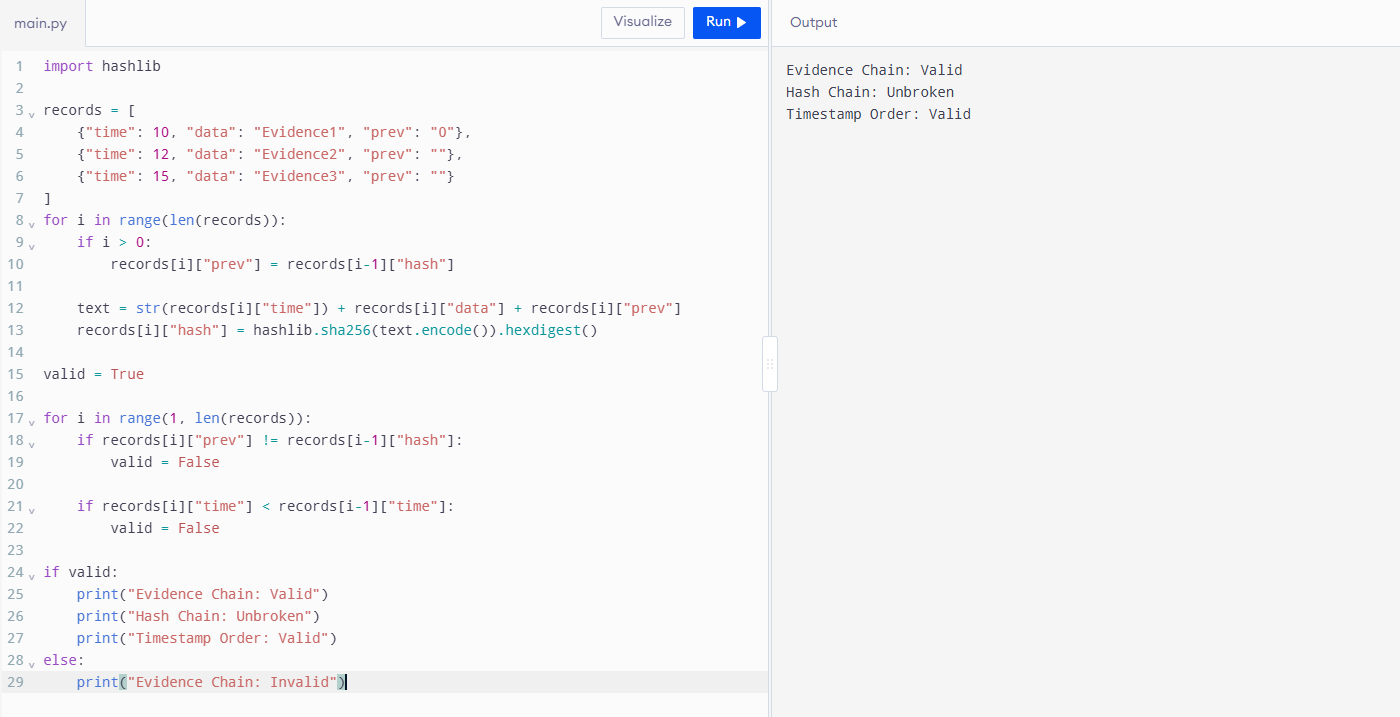 main.py
Visualize
Run
Output
1 import hashlib
2
3 records = [
4     {"time": 10, "data": "Evidence1", "prev": "0"},
5     {"time": 12, "data": "Evidence2", "prev": ""},
6     {"time": 15, "data": "Evidence3", "prev": ""}
7 ]
8 for i in range(len(records)):
9     if i > 0:
10         records[i]["prev"] = records[i-1]["hash"]
11
12     text = str(records[i]["time"]) + records[i]["data"] + records[i]["prev"]
13     records[i]["hash"] = hashlib.sha256(text.encode()).hexdigest()
14
15 valid = True
16
17 for i in range(1, len(records)):
18     if records[i]["prev"] != records[i-1]["hash"]:
19         valid = False
20
21     if records[i]["time"] < records[i-1]["time"]:
22         valid = False
23
24 if valid:
25     print("Evidence Chain: Valid")
26     print("Hash Chain: Unbroken")
27     print("Timestamp Order: Valid")
28 else:
29     print("Evidence Chain: Invalid")
Evidence Chain: Valid
Hash Chain: Unbroken
Timestamp Order: Valid